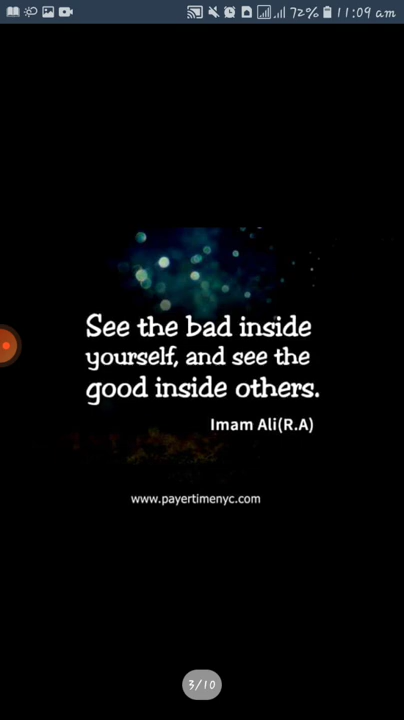 72% 11:09 am
See the bad inside
yourself, and see the
good inside others.
Imam Ali(R.A)
www.payertimenyc.com
3/10